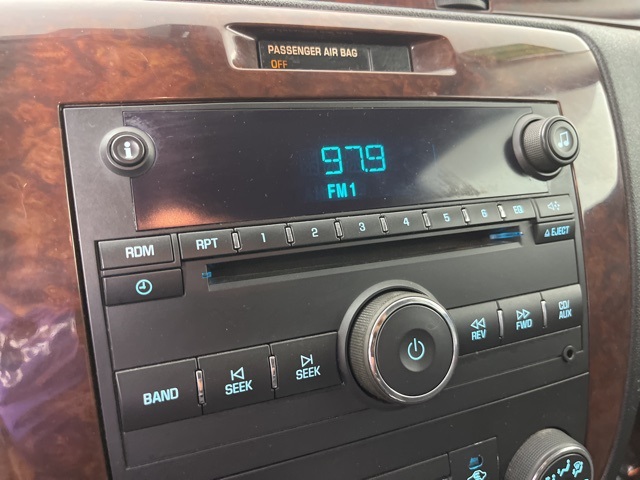 PASSENGER AIR BAG
OFF
97.9
FM1
RDM
RPT 1 2 3 4 5 6 EQ
EJECT
BAND
SEEK
SEEK
REV
FWD
CD/
AUX